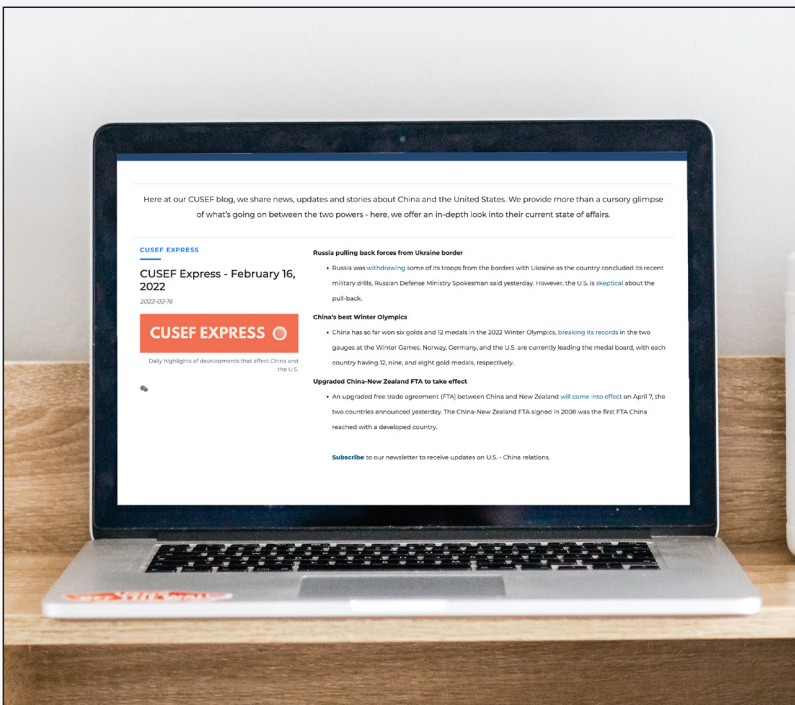 Here at our CUSEF blog, we share news, updates and stories about China and the United States. We provide more than a cursory glimpse
of what's going on between the two powers - here, we offer an in-depth look into their current state of affairs.
CUSEF EXPRESS
CUSEF Express - February 16,
2022
2022-02-16
CUSEF EXPRESS
Daily highlights of developments that affect China and
the U.S.
Russia pulling back forces from Ukraine border
• Russia was withdrawing some of its troops from the borders with Ukraine as the country concluded its recent
military drills, Russian Defense Ministry Spokesman said yesterday. However, the U.S. is skeptical about the
pull-back.
China's best Winter Olympics
• China has so far won six golds and 12 medals in the 2022 Winter Olympics, breaking its records in the two
gauges at the Winter Games. Norway, Germany, and the U.S. are currently leading the medal board, with each
country having 12, nine, and eight gold medals, respectively.
Upgraded China-New Zealand FTA to take effect
• An upgraded free trade agreement (FTA) between China and New Zealand will come into effect on April 7, the
two countries announced yesterday. The China-New Zealand FTA signed in 2008 was the first FTA China
reached with a developed country.
Subscribe to our newsletter to receive updates on U.S. - China relations.